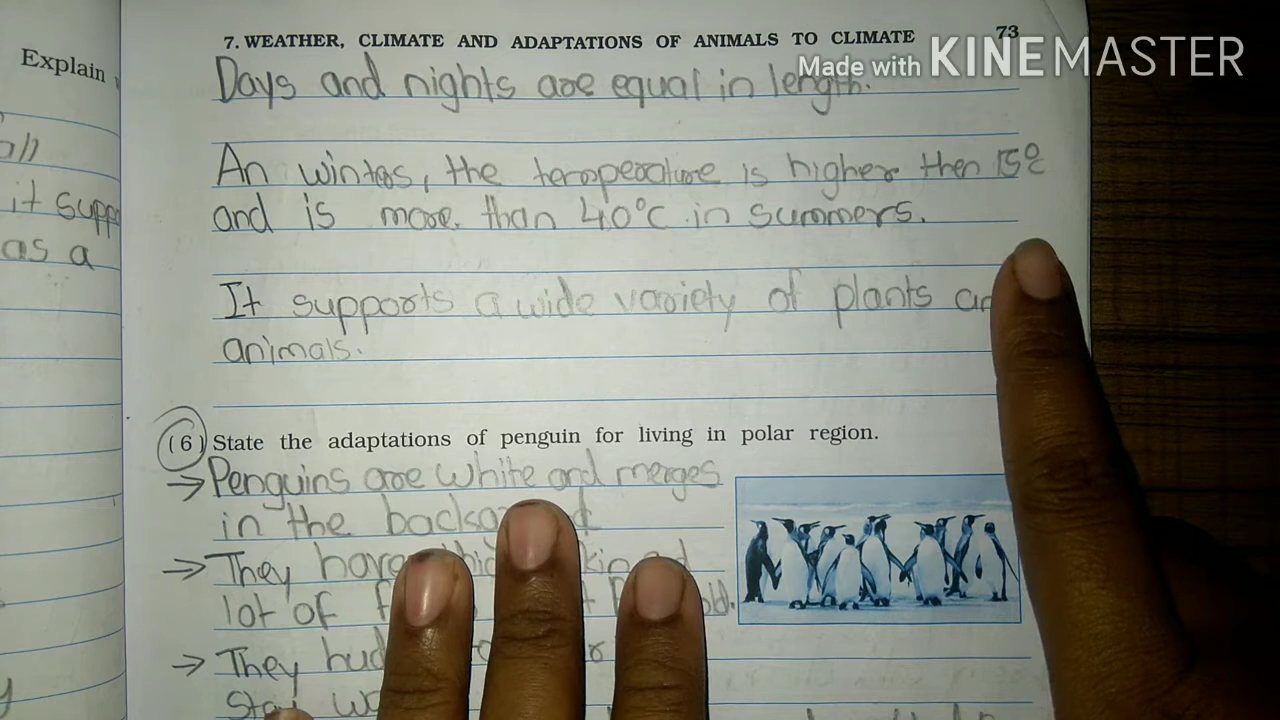 Explain
7. WEATHER, CLIMATE AND ADAPTATIONS OF ANIMALS TO CLIMATE 73
Made with KINEMASTER
Days and nights are equal in length.
all
An winters, the temperature is higher then 15°c
it supp
and is more. than 40°c in summers.
as a
It supports a wide variety of plants an
animals.
(6) State the adaptations of penguin for living in polar region.
→ Penguins are white and merges
in the backg
→ They have
lot of
→ They hud
Stay